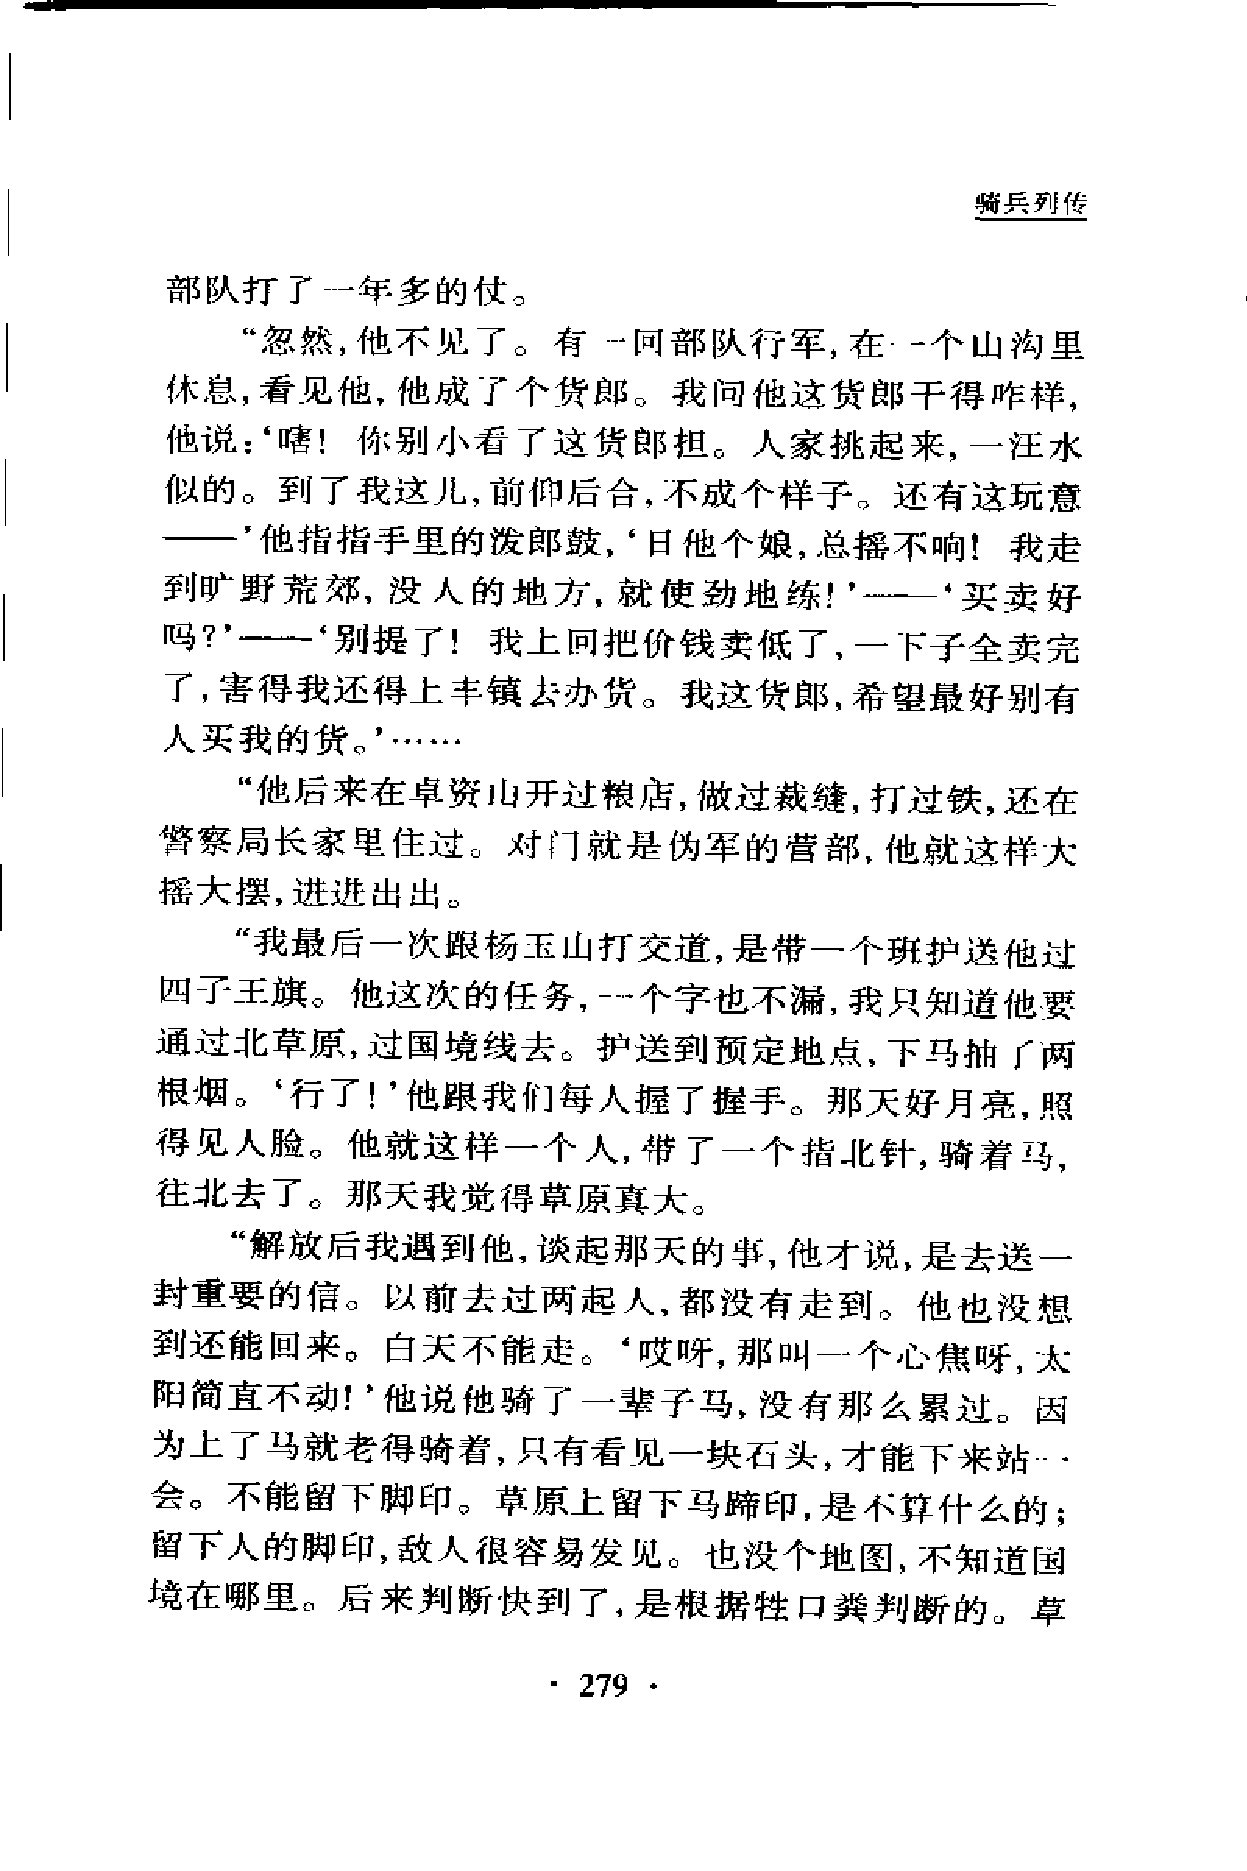 骑兵列传
部队打了一年多的仗。
“忽然,他不见了。有一回部队行军,在一个山沟里
休息,看见他,他成了个货郎。我问他这货郎干得咋样,
他说:‘嘻! 你别小看了这货郎担。人家挑起来,一汪水
似的。到了我这儿,前仰后合,不成个样子。还有这玩意
——’他指指手里的泼郎鼓,‘日他个娘,总摇不响! 我走
到旷野荒郊,没人的地方,就使劲地练!’——‘买卖好
吗?’——‘别提了! 我上回把价钱卖低了,一下子全卖完
了,害得我还得上丰镇去办货。我这货郎,希望最好别有
人买我的货。’……
“他后来在卓资山开过粮店,做过裁缝,打过铁,还在
警察局长家里住过。对门就是伪军的营部,他就这样大
摇大摆,进进出出。
“我最后一次跟杨玉山打交道,是带一个班护送他过
四子王旗。他这次的任务,一个字也不漏,我只知道他要
通过北草原,过国境线去。护送到预定地点,下马抽了两
根烟。‘行了!’他跟我们每人握了握手。那天好月亮,照
得见人脸。他就这样一个人,带了一个指北针,骑着马,
往北去了。那天我觉得草原真大。
“解放后我遇到他,谈起那天的事,他才说,是去送一
封重要的信。以前去过两起人,都没有走到。他也没想
到还能回来。白天不能走。‘哎呀,那叫一个心焦呀,太
阳简直不动!’他说他骑了一辈子马,没有那么累过。因
为上了马就老得骑着,只有看见一块石头,才能下来站一
会。不能留下脚印。草原上留下马蹄印,是不算什么的;
留下人的脚印,敌人很容易发见。也没个地图,不知道国
境在哪里。后来判断快到了,是根据牲口粪判断的。草
· 279 ·